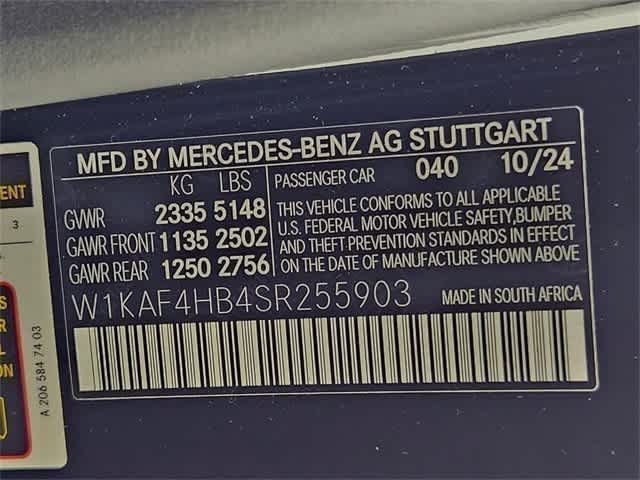 MFD BY MERCEDES-BENZ AG STUTTGART
KG LBS
GVWR 2335 5148
GAWR FRONT 1135 2502
GAWR REAR 1250 2756
PASSENGER CAR 040 10/24
THIS VEHICLE CONFORMS TO ALL APPLICABLE
U.S. FEDERAL MOTOR VEHICLE SAFETY, BUMPER
AND THEFT PREVENTION STANDARDS IN EFFECT
ON THE DATE OF MANUFACTURE SHOWN ABOVE
W1KAF4HB4SR255903 MADE IN SOUTH AFRICA
3
A 206 584 74 03